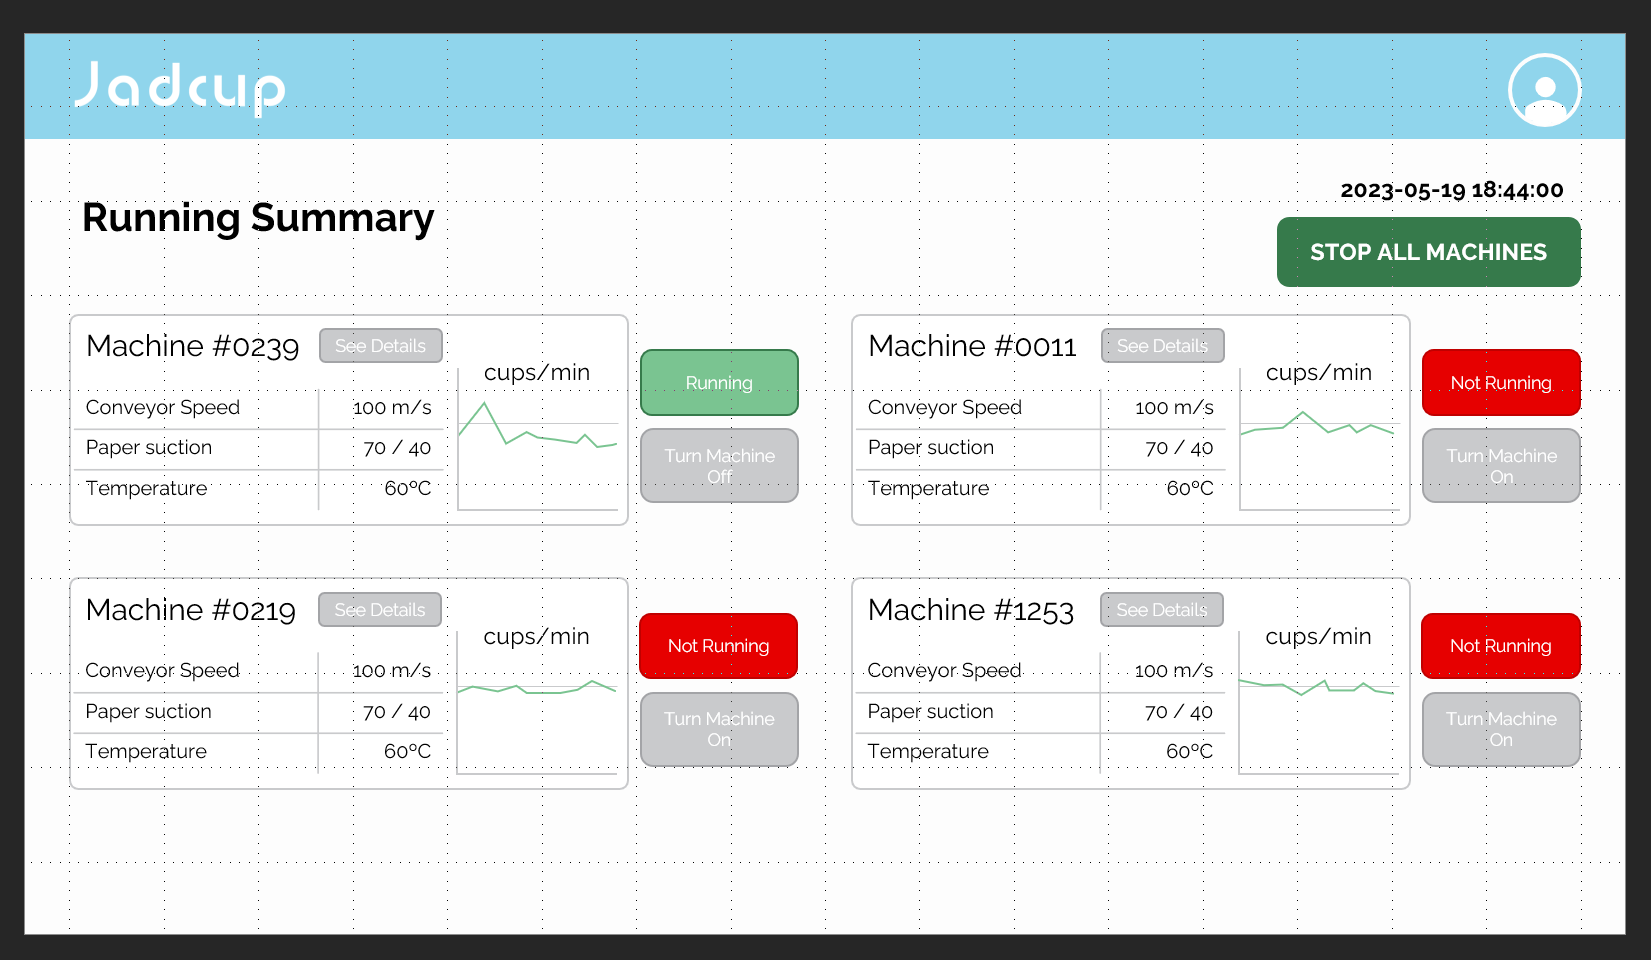 Jadcup
2023-05-19 18:44:00
Running Summary
STOP ALL MACHINES
Machine #0239
See Details
cups/min
Conveyor Speed 100 m/s
Paper suction 70 / 40
Temperature 60ºC
Running
Turn Machine
Off
Machine #0011
See Details
cups/min
Conveyor Speed 100 m/s
Paper suction 70 / 40
Temperature 60ºC
Not Running
Turn Machine
On
Machine #0219
See Details
cups/min
Conveyor Speed 100 m/s
Paper suction 70 / 40
Temperature 60ºC
Not Running
Turn Machine
On
Machine #1253
See Details
cups/min
Conveyor Speed 100 m/s
Paper suction 70 / 40
Temperature 60ºC
Not Running
Turn Machine
On